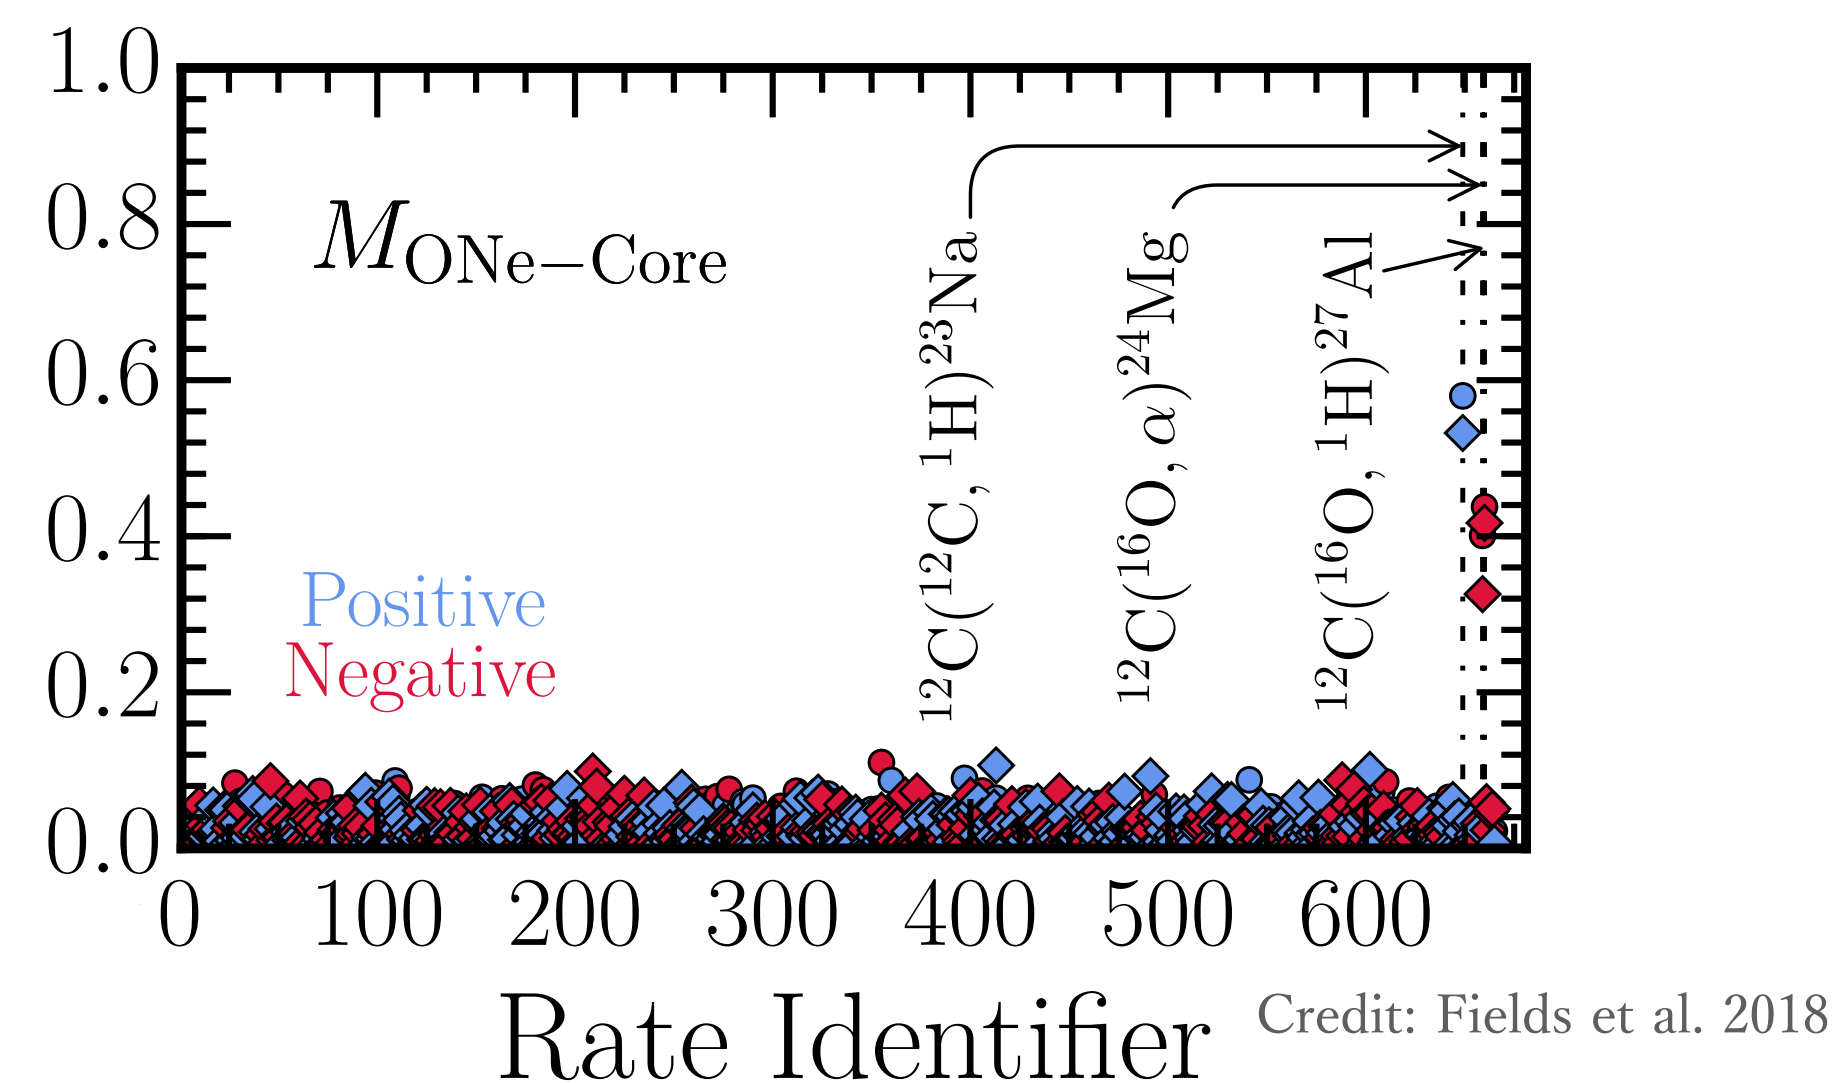 1.0
0.8
0.6
0.4
0.2
0.0
M_ONe−Core
Positive
Negative
¹²C(¹²C, ¹H)²³Na
¹²C(¹⁶O, α)²⁴Mg
¹²C(¹⁶O, ¹H)²⁷Al
0 100 200 300 400 500 600
Rate Identifier
Credit: Fields et al. 2018